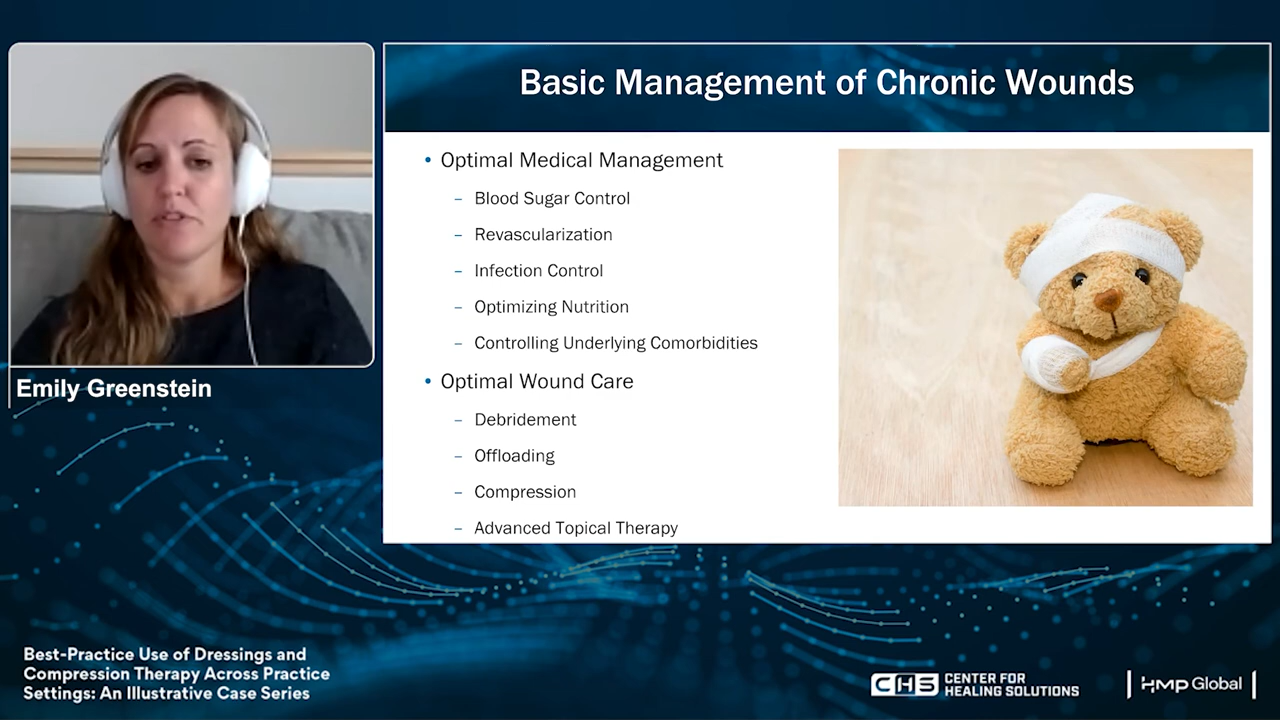 Basic Management of Chronic Wounds
• Optimal Medical Management
– Blood Sugar Control
– Revascularization
– Infection Control
– Optimizing Nutrition
– Controlling Underlying Comorbidities
• Optimal Wound Care
– Debridement
– Offloading
– Compression
– Advanced Topical Therapy
Emily Greenstein
Best-Practice Use of Dressings and
Compression Therapy Across Practice
Settings: An Illustrative Case Series
CHS CENTER FOR
HEALING SOLUTIONS
HMP Global